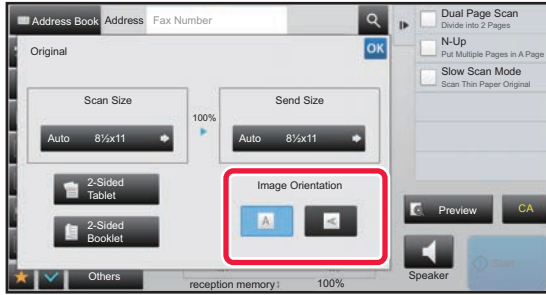 Address Book Address Fax Number
Original
OK
Scan Size
Send Size
100%
Auto 8½x11
Auto 8½x11
2-Sided
Tablet
2-Sided
Booklet
Image Orientation
A
A
Others
reception memory: 100%
Dual Page Scan
Divide into 2 Pages
N-Up
Put Multiple Pages in A Page
Slow Scan Mode
Scan Thin Paper Original
Preview
CA
Speaker
Start